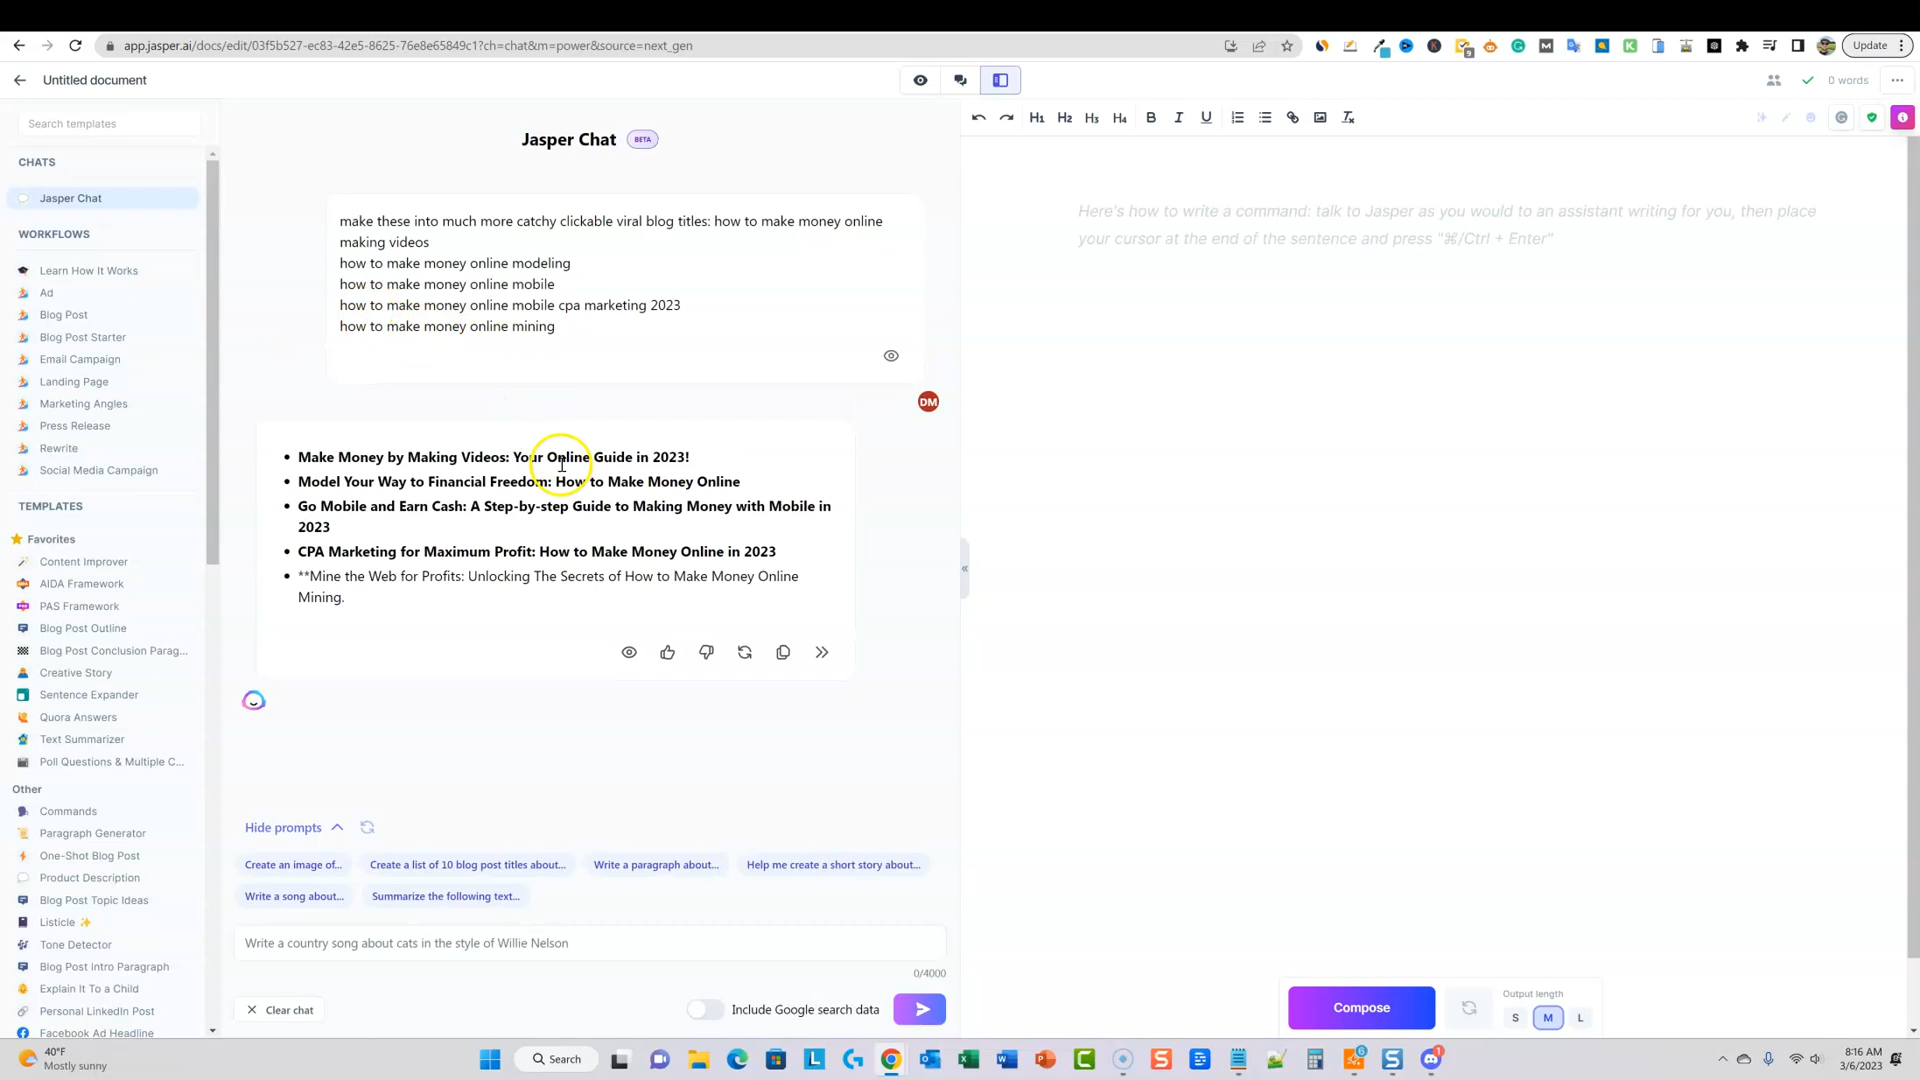 app.jasper.ai/docs/edit/03f5b527-ec83-42e5-8625-76e8e65849c1?ch=chat&m=power&source=next_gen
Update
Untitled document
0 words
Search templates
CHATS
Jasper Chat
WORKFLOWS
Learn How It Works
Ad
Blog Post
Blog Post Starter
Email Campaign
Landing Page
Marketing Angles
Press Release
Rewrite
Social Media Campaign
TEMPLATES
Favorites
Content Improver
AIDA Framework
PAS Framework
Blog Post Outline
Blog Post Conclusion Parag...
Creative Story
Sentence Expander
Quora Answers
Text Summarizer
Poll Questions & Multiple C...
Other
Commands
Paragraph Generator
One-Shot Blog Post
Product Description
Blog Post Topic Ideas
Listicle ✨
Tone Detector
Blog Post Intro Paragraph
Explain It To a Child
Personal LinkedIn Post
Facebook Ad Headline
Jasper Chat BETA
make these into much more catchy clickable viral blog titles: how to make money online
making videos
how to make money online modeling
how to make money online mobile
how to make money online mobile cpa marketing 2023
how to make money online mining
DM
• Make Money by Making Videos: Your Online Guide in 2023!
• Model Your Way to Financial Freedom: How to Make Money Online
• Go Mobile and Earn Cash: A Step-by-step Guide to Making Money with Mobile in
2023
• CPA Marketing for Maximum Profit: How to Make Money Online in 2023
• **Mine the Web for Profits: Unlocking The Secrets of How to Make Money Online
Mining.
Hide prompts
Create an image of... Create a list of 10 blog post titles about... Write a paragraph about... Help me create a short story about...
Write a song about... Summarize the following text...
Write a country song about cats in the style of Willie Nelson
0/4000
Clear chat
Include Google search data
H1 H2 H3 H4 B I U
Here's how to write a command: talk to Jasper as you would to an assistant writing for you, then place
your cursor at the end of the sentence and press "⌘/Ctrl + Enter"
Compose
Output length
S M L
40°F
Mostly sunny
Search
8:16 AM
3/6/2023